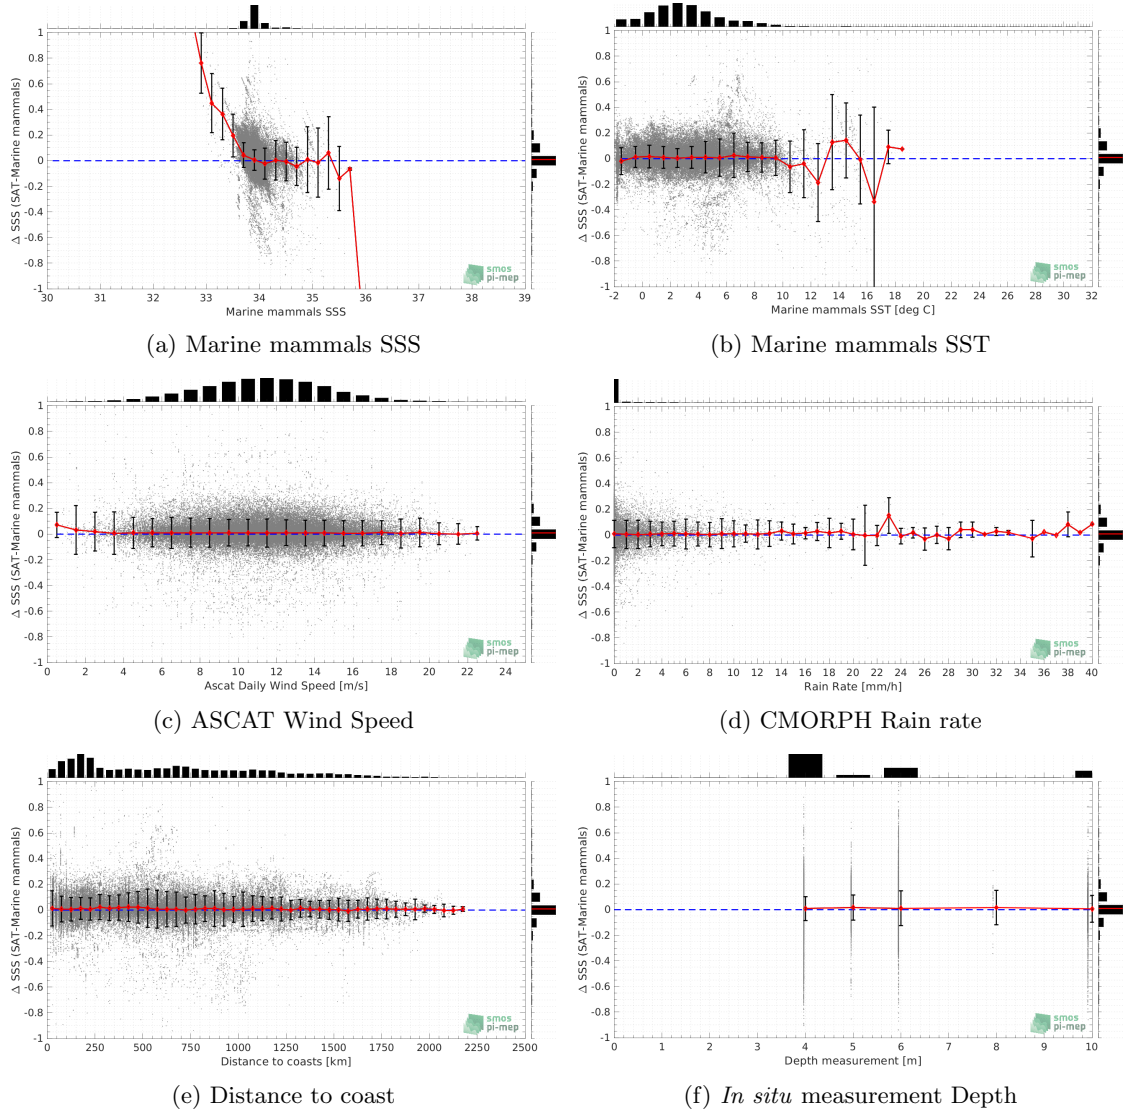 1
0.8
0.6
0.4
0.2
0
-0.2
-0.4
-0.6
-0.8
-1
Δ SSS (SAT-Marine mammals)
smos
pi-mep
30 31 32 33 34 35 36 37 38 39
Marine mammals SSS
(a) Marine mammals SSS
1
0.8
0.6
0.4
0.2
0
-0.2
-0.4
-0.6
-0.8
-1
Δ SSS (SAT-Marine mammals)
smos
pi-mep
-2 0 2 4 6 8 10 12 14 16 18 20 22 24 26 28 30 32
Marine mammals SST [deg C]
(b) Marine mammals SST
1
0.8
0.6
0.4
0.2
0
-0.2
-0.4
-0.6
-0.8
-1
Δ SSS (SAT-Marine mammals)
smos
pi-mep
0 2 4 6 8 10 12 14 16 18 20 22 24
Ascat Daily Wind Speed [m/s]
(c) ASCAT Wind Speed
1
0.8
0.6
0.4
0.2
0
-0.2
-0.4
-0.6
-0.8
-1
Δ SSS (SAT-Marine mammals)
smos
pi-mep
0 2 4 6 8 10 12 14 16 18 20 22 24 26 28 30 32 34 36 38 40
Rain Rate [mm/h]
(d) CMORPH Rain rate
1
0.8
0.6
0.4
0.2
0
-0.2
-0.4
-0.6
-0.8
-1
Δ SSS (SAT-Marine mammals)
smos
pi-mep
0 250 500 750 1000 1250 1500 1750 2000 2250 2500
Distance to coasts [km]
(e) Distance to coast
1
0.8
0.6
0.4
0.2
0
-0.2
-0.4
-0.6
-0.8
-1
Δ SSS (SAT-Marine mammals)
smos
pi-mep
0 1 2 3 4 5 6 7 8 9 10
Depth measurement [m]
(f) In situ measurement Depth